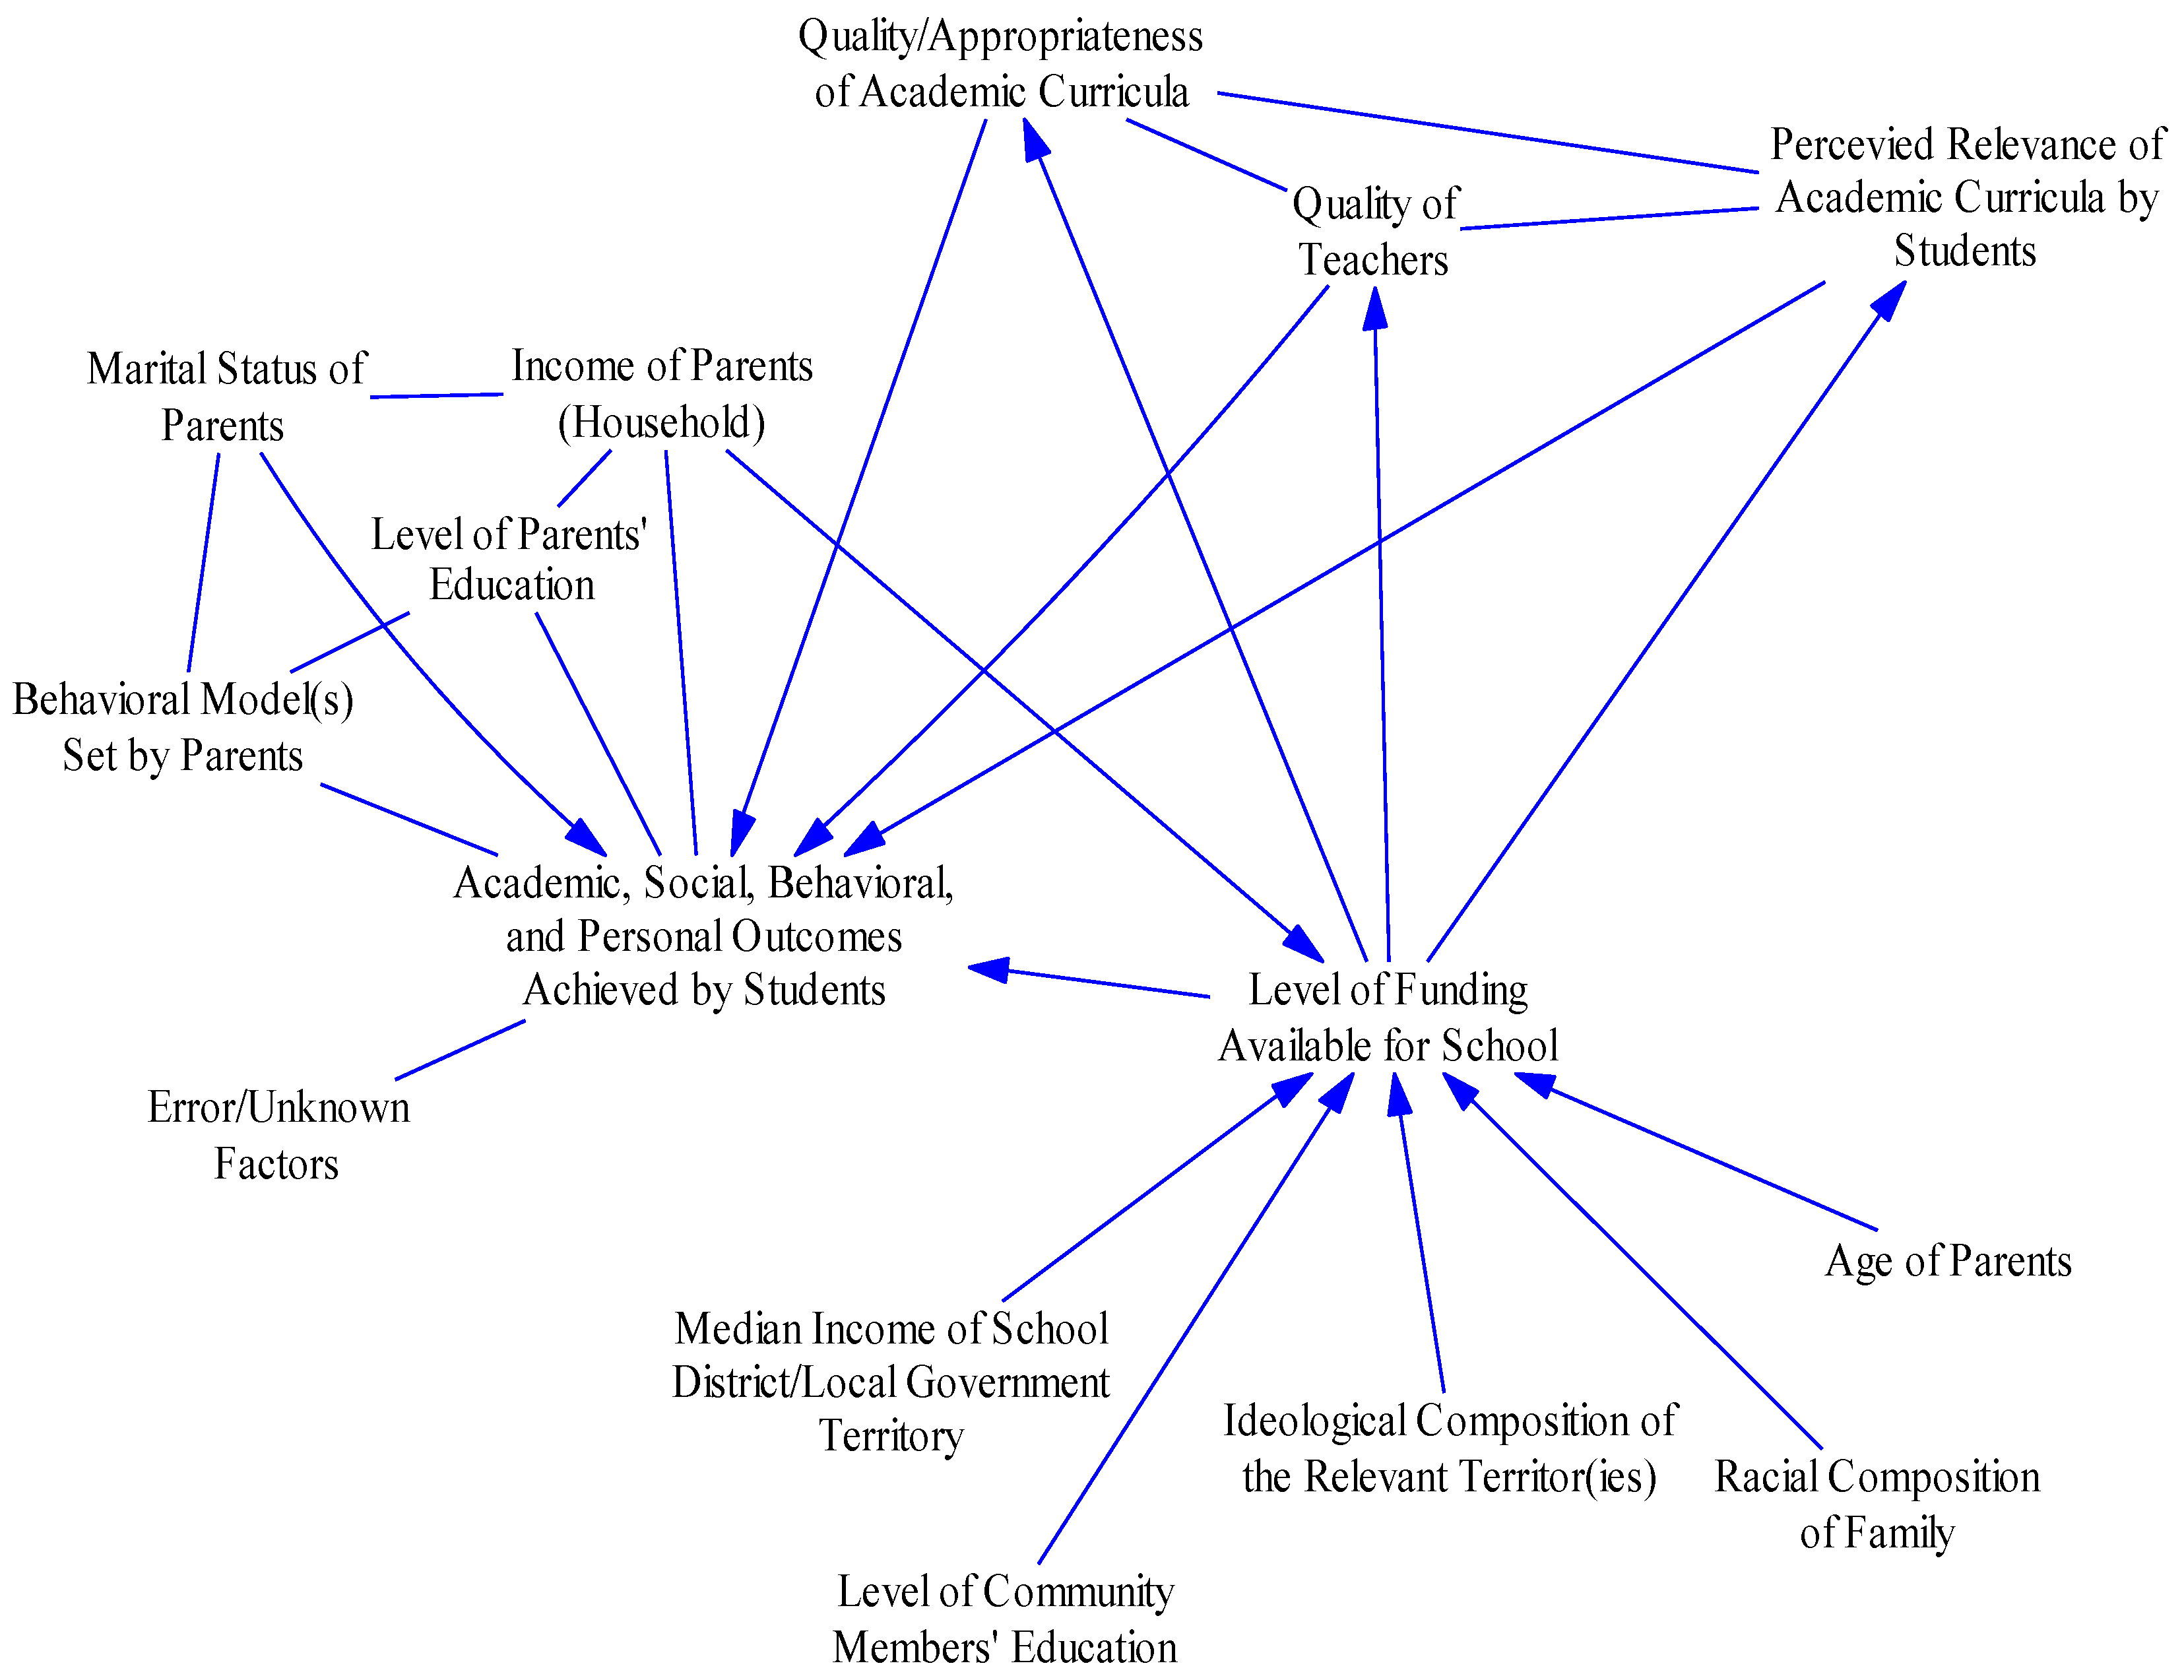 Quality/Appropriateness
of Academic Curricula
Percevied Relevance of
Academic Curricula by
Students
Quality of
Teachers
Marital Status of
Parents
Income of Parents
(Household)
Level of Parents'
Education
Behavioral Model(s)
Set by Parents
Academic, Social, Behavioral,
and Personal Outcomes
Achieved by Students
Level of Funding
Available for School
Error/Unknown
Factors
Age of Parents
Median Income of School
District/Local Government
Territory
Ideological Composition of
the Relevant Territor(ies)
Racial Composition
of Family
Level of Community
Members' Education